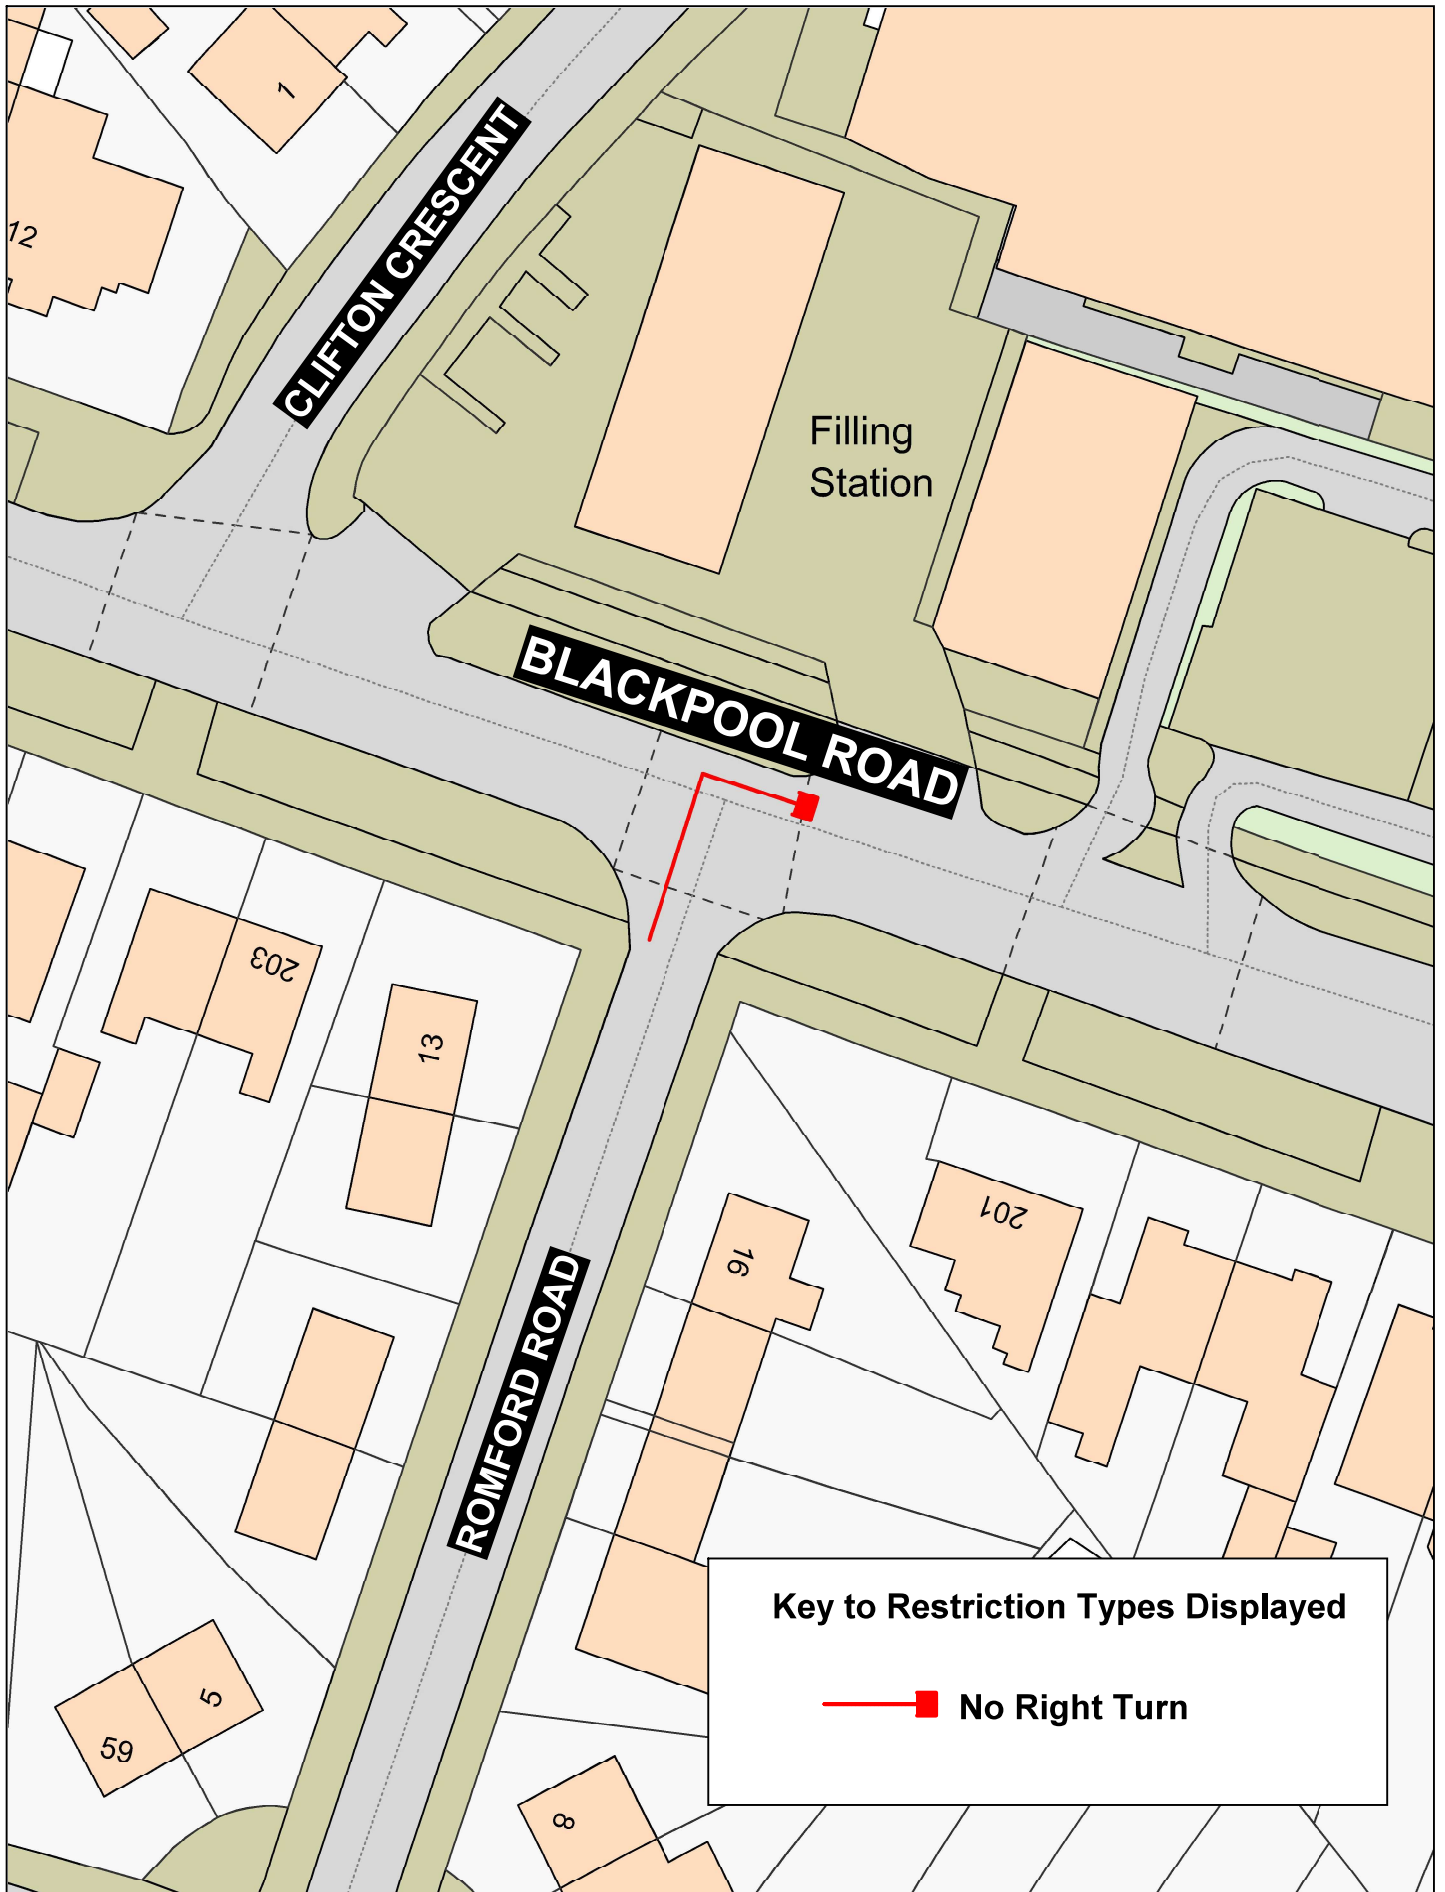 1
CLIFTON CRESCENT
12
Filling
Station
BLACKPOOL ROAD
203
13
201
16
ROMFORD ROAD
Key to Restriction Types Displayed
No Right Turn
5
59
8